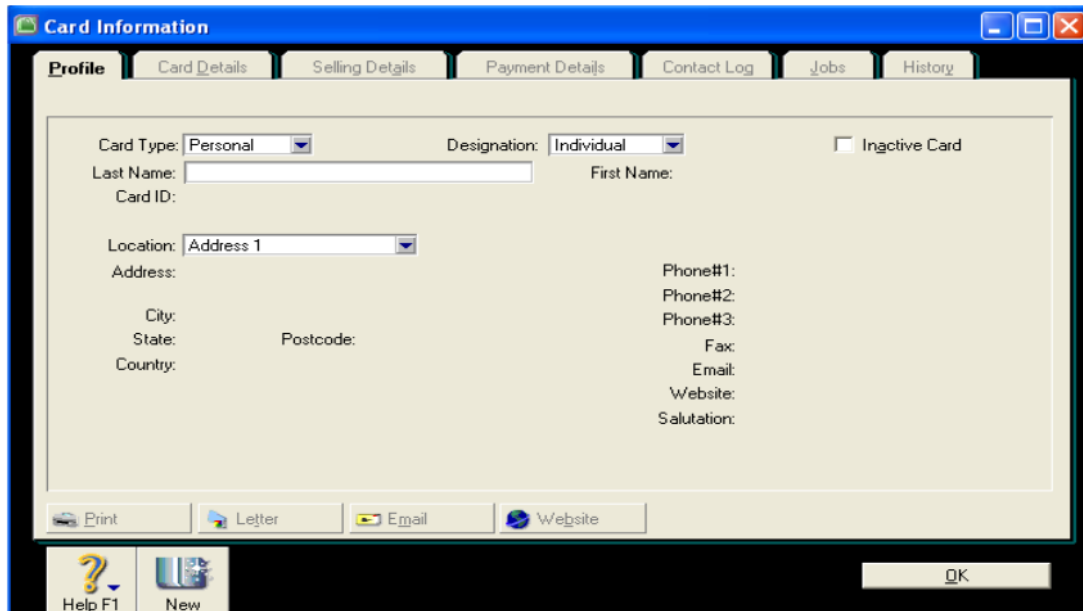 Card Information
Profile Card Details Selling Details Payment Details Contact Log Jobs History
Card Type: Personal Designation: Individual Inactive Card
Last Name: First Name:
Card ID:
Location: Address 1
Address: Phone#1:
Phone#2:
City: Phone#3:
State: Postcode: Fax:
Country: Email:
Website:
Salutation:
Print Letter Email Website
Help F1 New OK